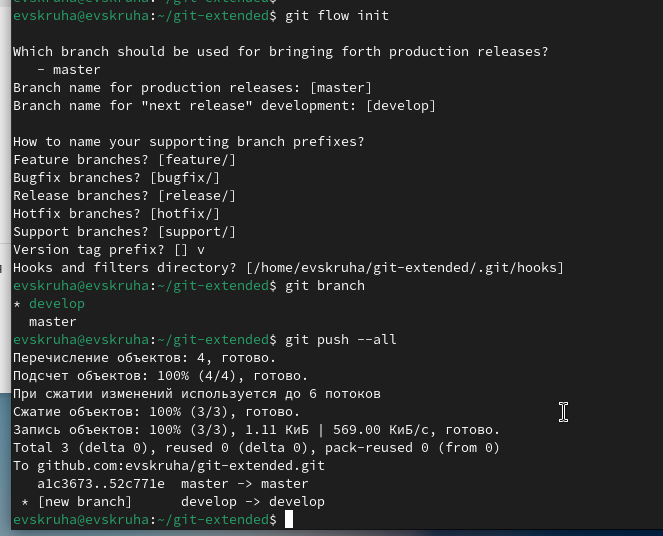 evskruha@evskruha:~/git-extended$ git flow init

Which branch should be used for bringing forth production releases?
   - master
Branch name for production releases: [master]
Branch name for "next release" development: [develop]

How to name your supporting branch prefixes?
Feature branches? [feature/]
Bugfix branches? [bugfix/]
Release branches? [release/]
Hotfix branches? [hotfix/]
Support branches? [support/]
Version tag prefix? [] v
Hooks and filters directory? [/home/evskruha/git-extended/.git/hooks]
evskruha@evskruha:~/git-extended$ git branch
* develop
  master
evskruha@evskruha:~/git-extended$ git push --all
Перечисление объектов: 4, готово.
Подсчет объектов: 100% (4/4), готово.
При сжатии изменений используется до 6 потоков
Сжатие объектов: 100% (3/3), готово.
Запись объектов: 100% (3/3), 1.11 КиБ | 569.00 КиБ/с, готово.
Total 3 (delta 0), reused 0 (delta 0), pack-reused 0 (from 0)
To github.com:evskruha/git-extended.git
   a1c3673..52c771e  master -> master
 * [new branch]      develop -> develop
evskruha@evskruha:~/git-extended$